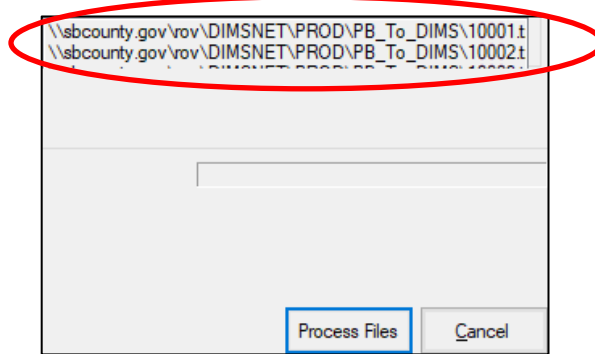 \\sbcounty.gov\rov\DIMSNET\PROD\PB_To_DIMS\10001.t
\\sbcounty.gov\rov\DIMSNET\PROD\PB_To_DIMS\10002.t
Process Files
Cancel